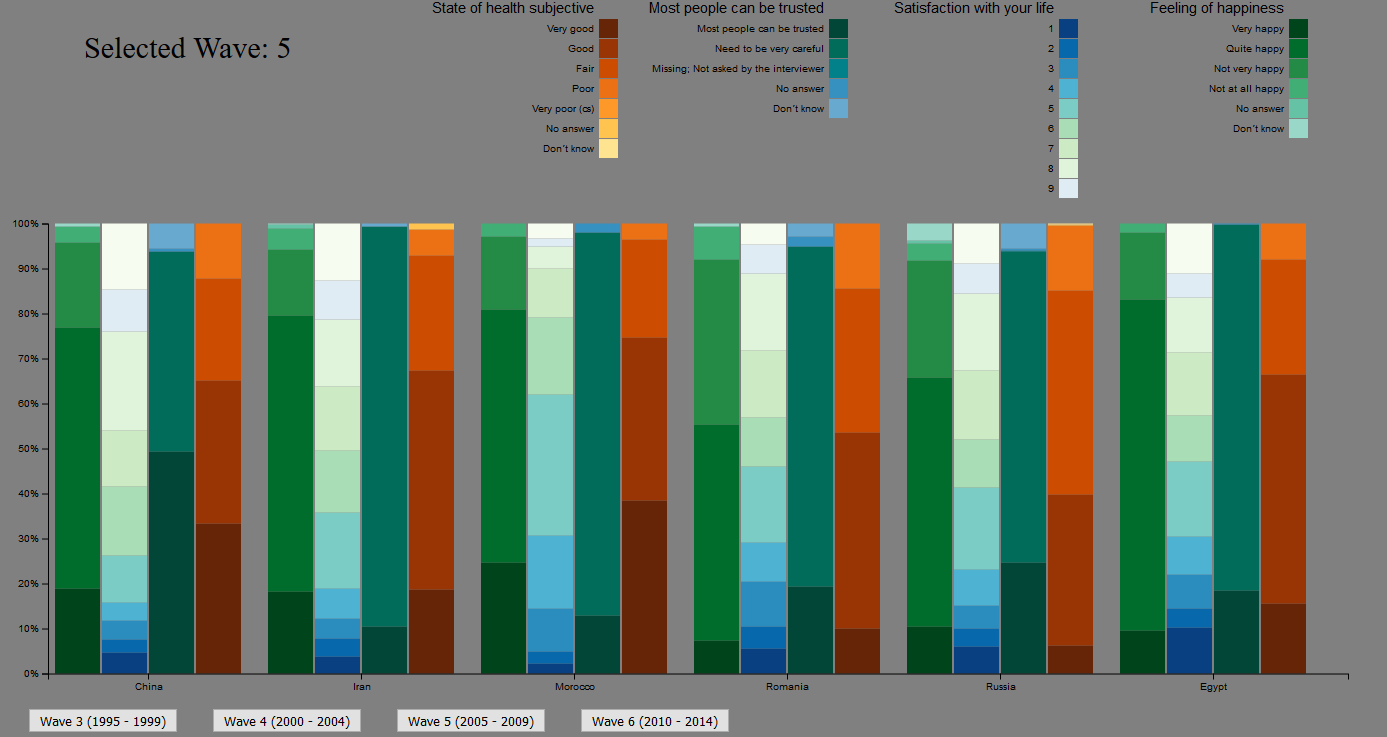 Selected Wave: 5
State of health subjective
Very good
Good
Fair
Poor
Very poor (cs)
No answer
Don't know
Most people can be trusted
Most people can be trusted
Need to be very careful
Missing; Not asked by the interviewer
No answer
Don't know
Satisfaction with your life
1
2
3
4
5
6
7
8
9
Feeling of happiness
Very happy
Quite happy
Not very happy
Not at all happy
No answer
Don't know
100%
90%
80%
70%
60%
50%
40%
30%
20%
10%
0%
China Iran Morocco Romania Russia Egypt
Wave 3 (1995 - 1999) Wave 4 (2000 - 2004) Wave 5 (2005 - 2009) Wave 6 (2010 - 2014)